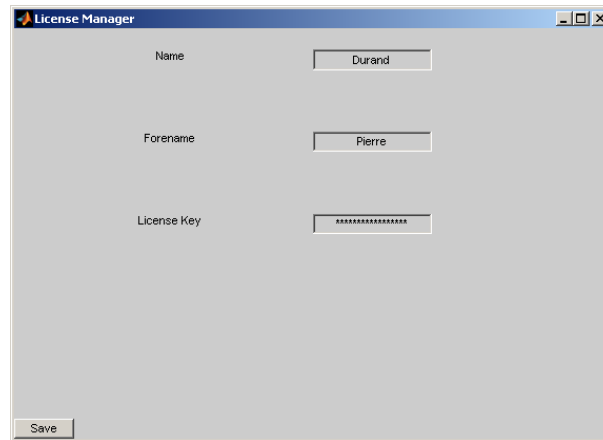 License Manager
Name Durand
Forename Pierre
License Key *****************
Save